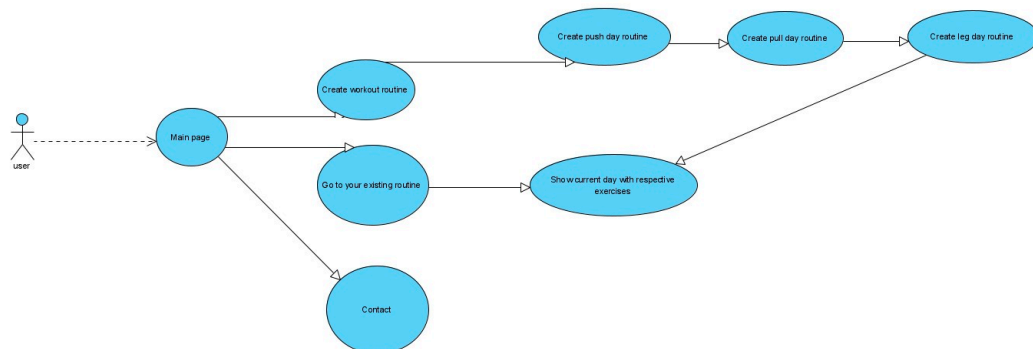 Create push day routine
Create pull day routine
Create leg day routine
Create workout routine
Main page
user
Go to your existing routine
Show current day with respective
exercises
Contact